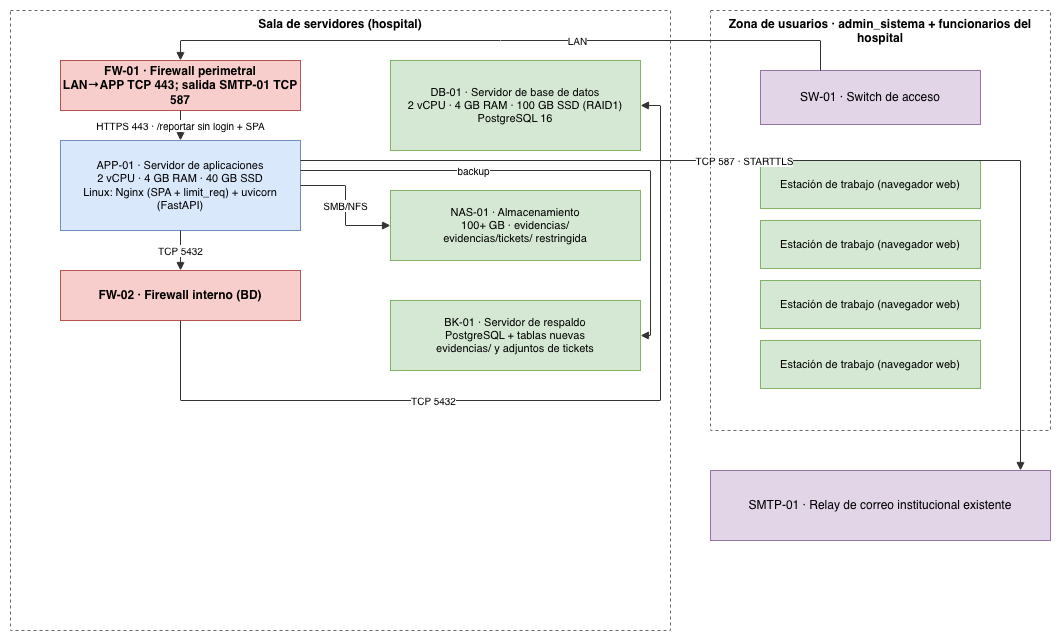 Sala de servidores (hospital)
LAN
FW-01 · Firewall perimetral
LAN→APP TCP 443; salida SMTP-01 TCP
587
HTTPS 443 · /reportar sin login + SPA
APP-01 · Servidor de aplicaciones
2 vCPU · 4 GB RAM · 40 GB SSD
Linux: Nginx (SPA + limit_req) + uvicorn
(FastAPI)
TCP 5432
FW-02 · Firewall interno (BD)
DB-01 · Servidor de base de datos
2 vCPU · 4 GB RAM · 100 GB SSD (RAID1)
PostgreSQL 16
backup
SMB/NFS
NAS-01 · Almacenamiento
100+ GB · evidencias/
evidencias/tickets/ restringida
BK-01 · Servidor de respaldo
PostgreSQL + tablas nuevas
evidencias/ y adjuntos de tickets
TCP 5432
Zona de usuarios · admin_sistema + funcionarios del
hospital
SW-01 · Switch de acceso
TCP 587 · STARTTLS
Estación de trabajo (navegador web)
Estación de trabajo (navegador web)
Estación de trabajo (navegador web)
Estación de trabajo (navegador web)
SMTP-01 · Relay de correo institucional existente